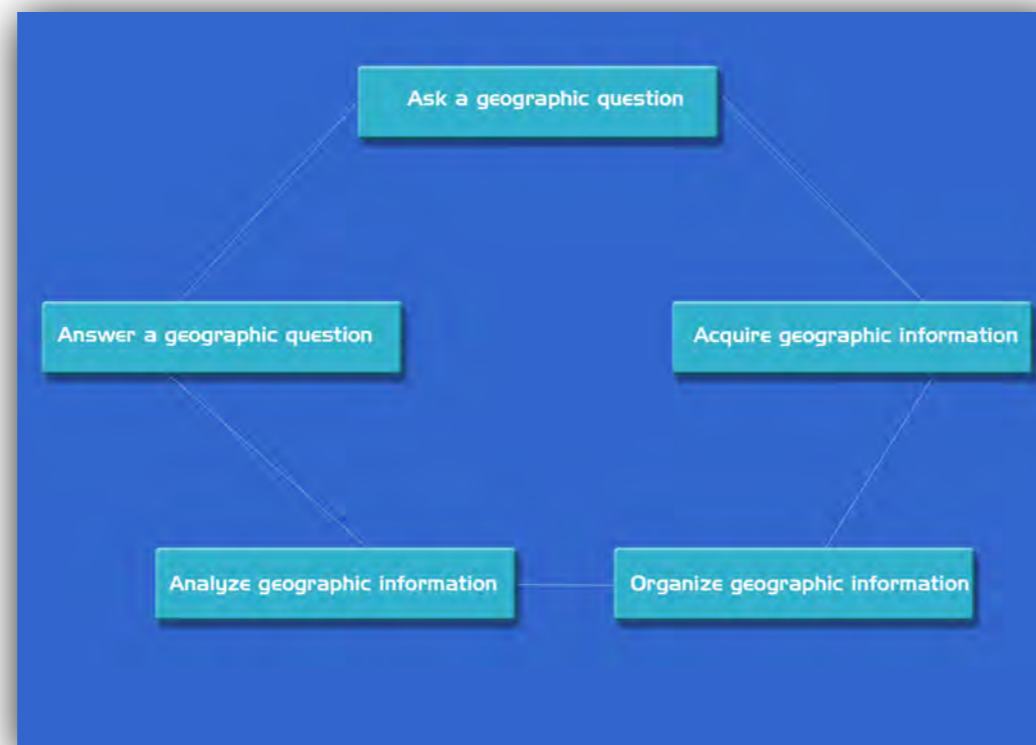 Ask a geographic question
Answer a geographic question
Acquire geographic information
Analyze geographic information
Organize geographic information